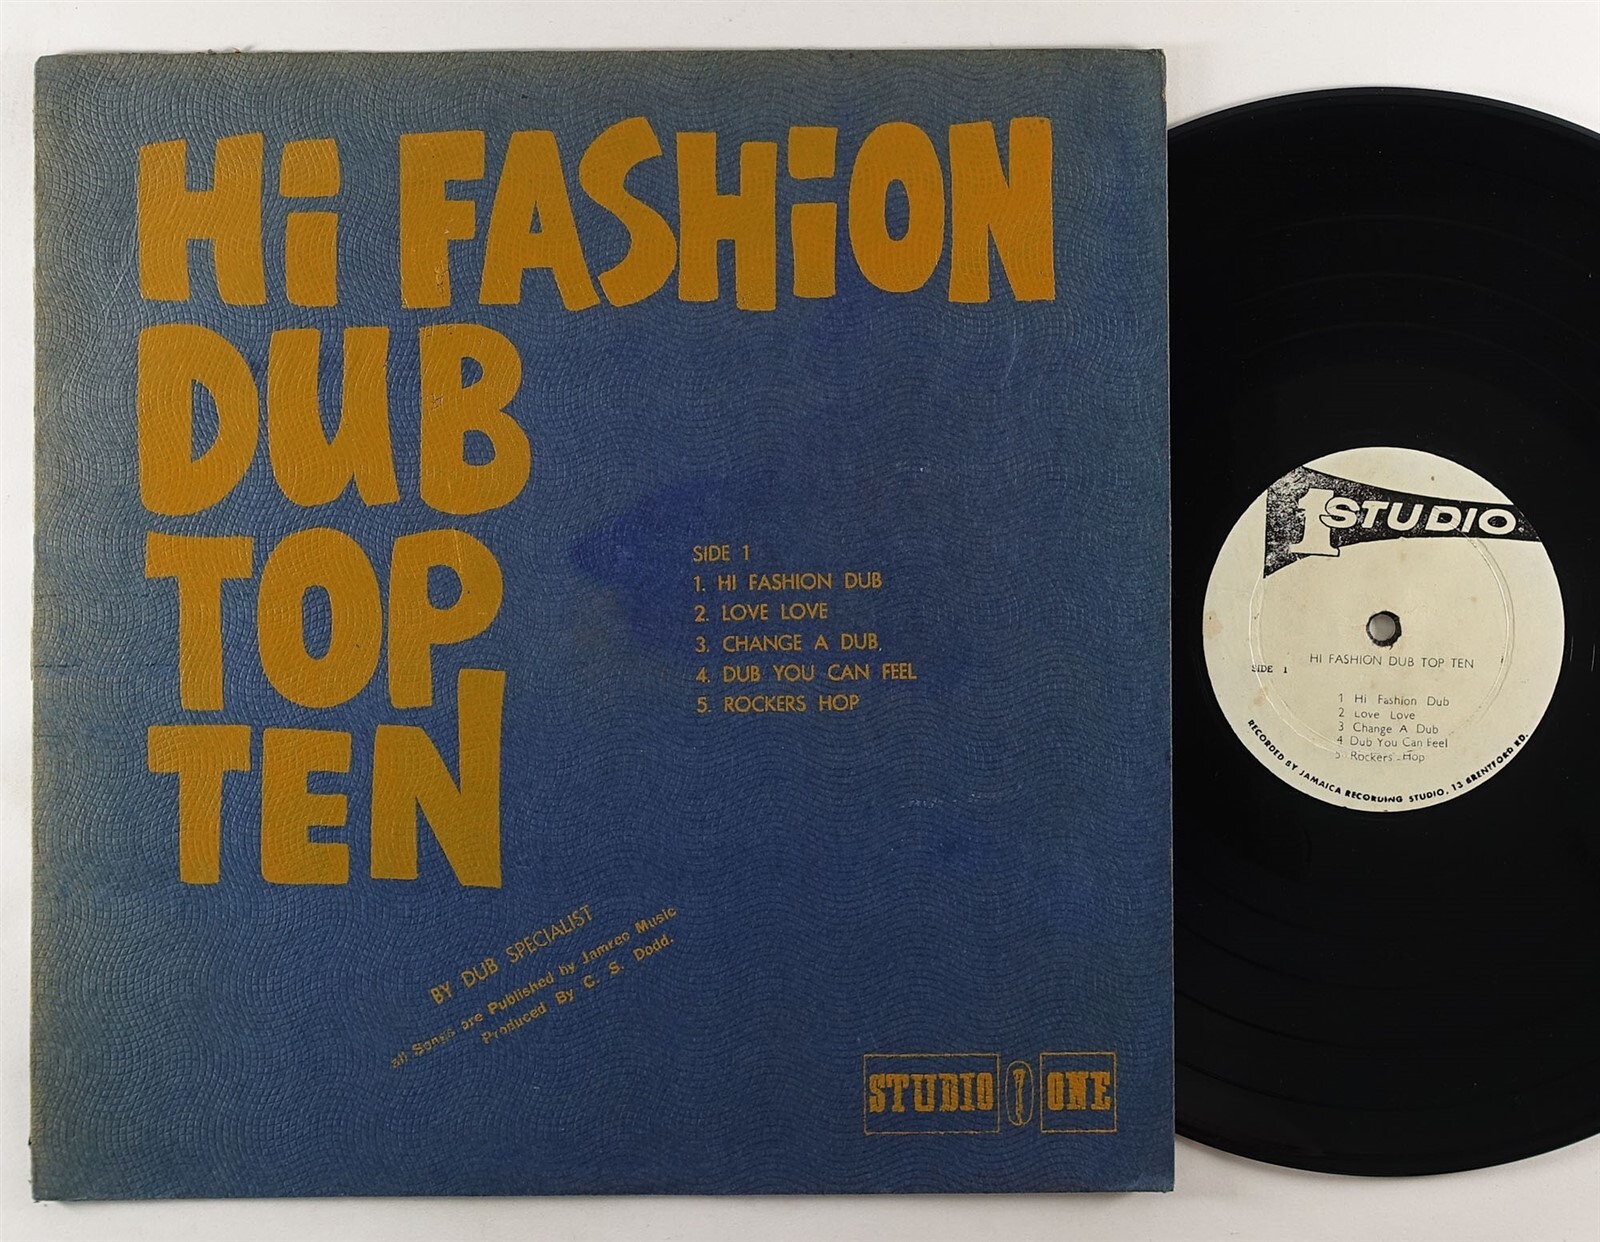 Hi FASHiON
DUB
TOP
TEN
SIDE 1
1. HI FASHION DUB
2. LOVE LOVE
3. CHANGE A DUB.
4. DUB YOU CAN FEEL
5. ROCKERS HOP
BY DUB SPECIALIST
all Songs are Published by Jamrec Music
Produced By C. S. Dodd.
STUDIO 1 ONE
1 STUDIO
HI FASHION DUB TOP TEN
SIDE 1
1 Hi Fashion Dub
2 Love Love
3 Change A Dub
4 Dub You Can Feel
5 Rockers Hop
RECORDED BY JAMAICA RECORDING STUDIO, 13 BRENTFORD RD.